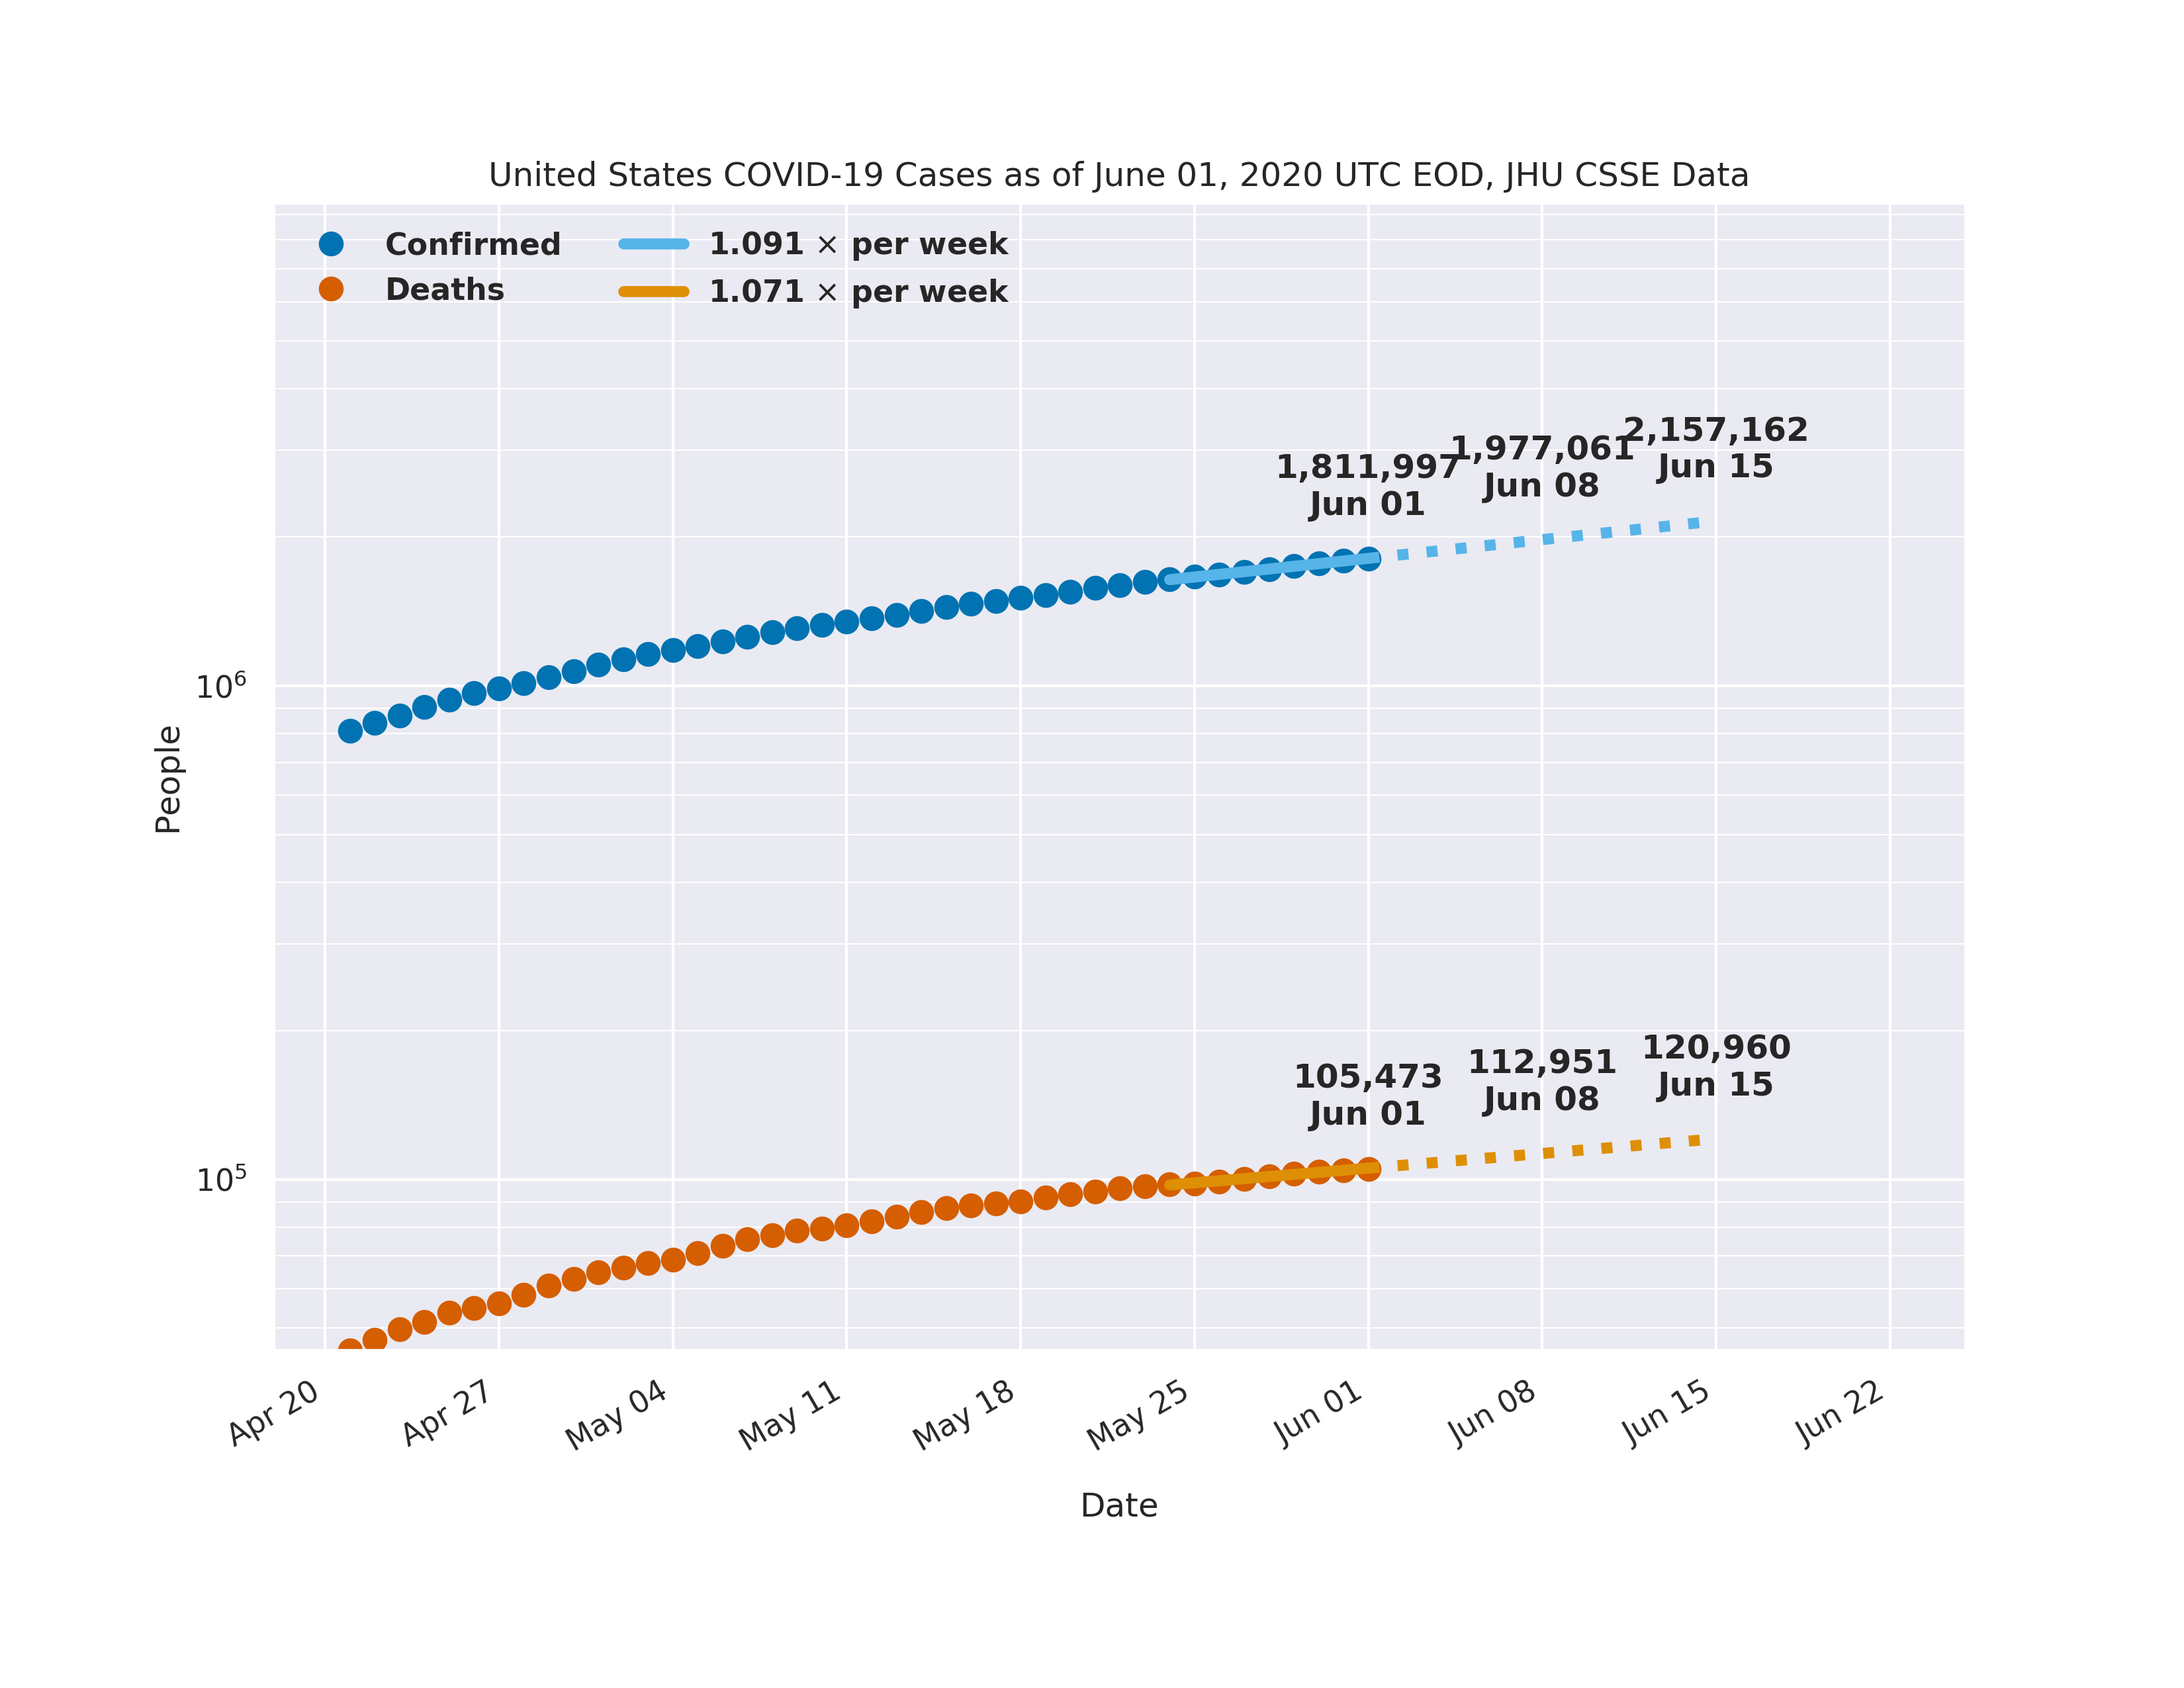 United States COVID-19 Cases as of June 01, 2020 UTC EOD, JHU CSSE Data
Confirmed
Deaths
1.091 × per week
1.071 × per week
2,157,162
Jun 15
1,977,061
Jun 08
1,811,997
Jun 01
120,960
Jun 15
112,951
Jun 08
105,473
Jun 01
People
10⁶
10⁵
Apr 20
Apr 27
May 04
May 11
May 18
May 25
Jun 01
Jun 08
Jun 15
Jun 22
Date